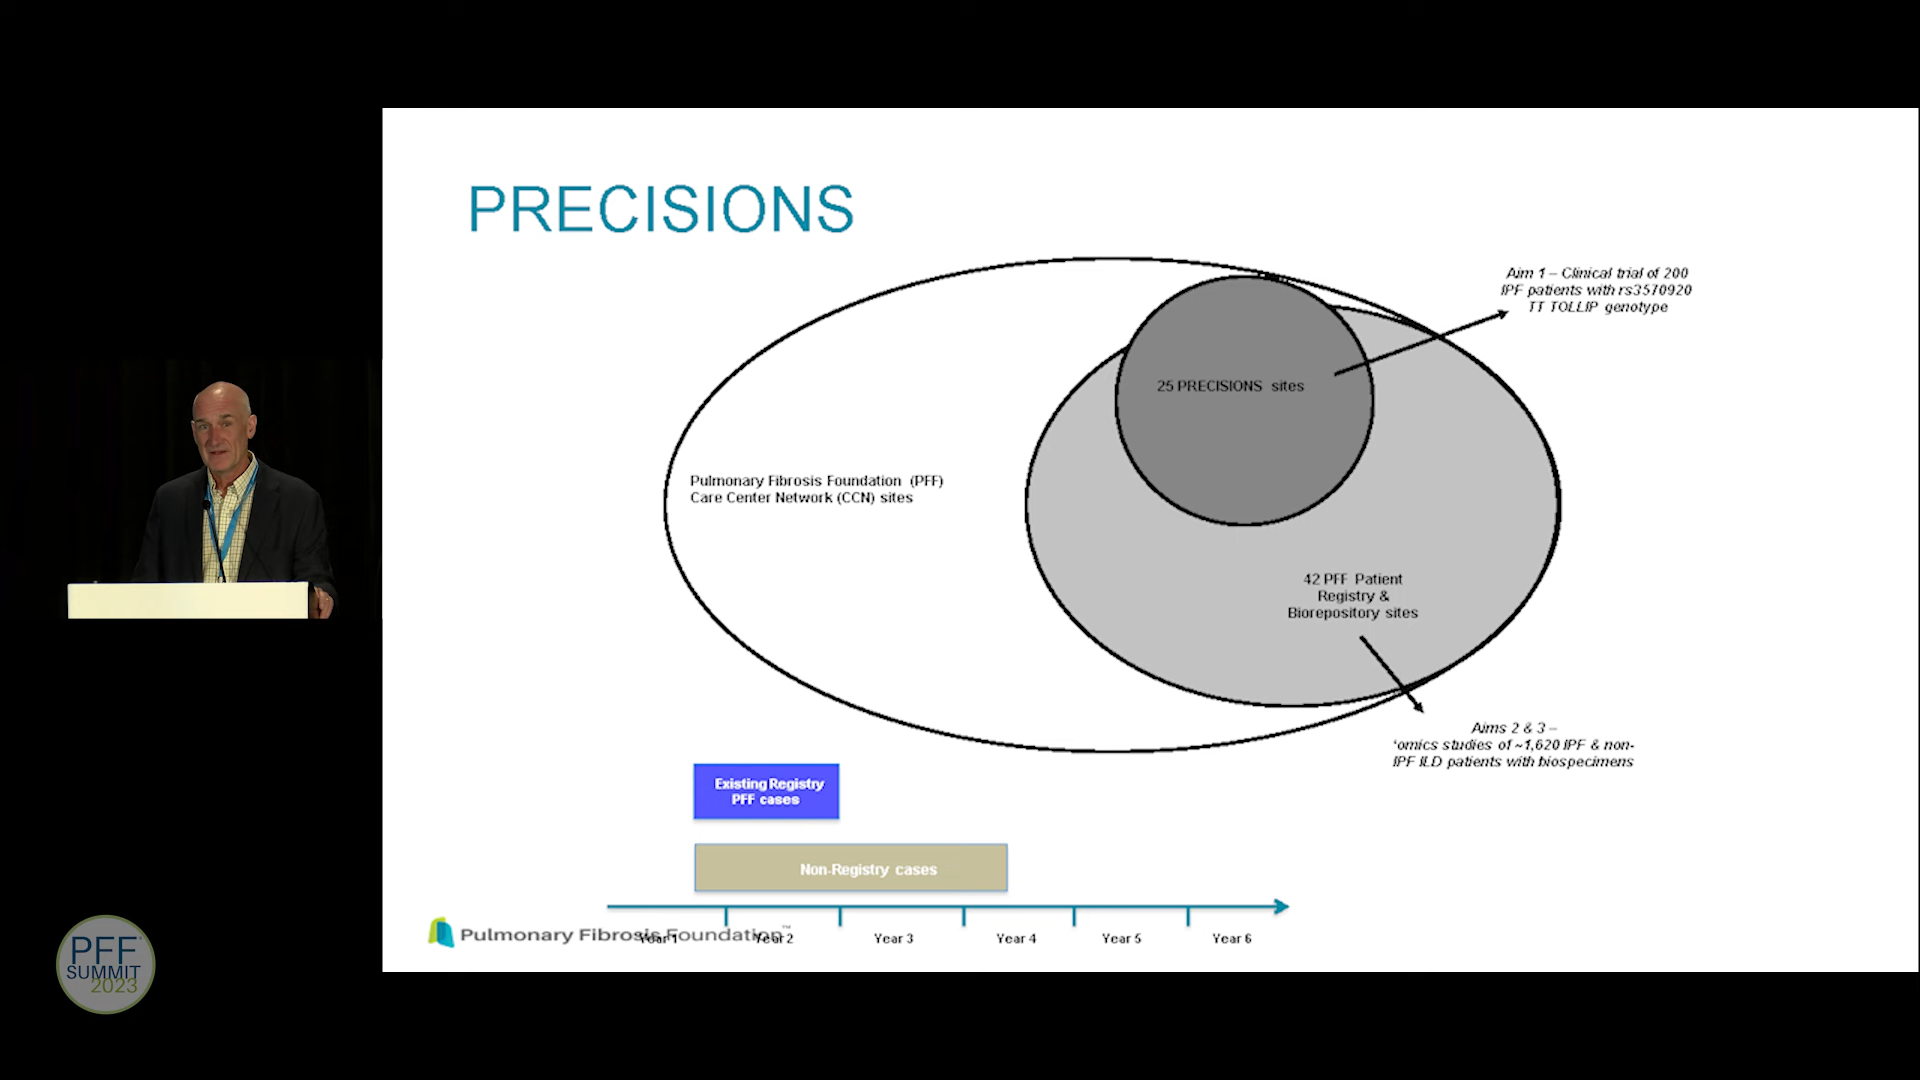 PRECISIONS
Aim 1 – Clinical trial of 200
IPF patients with rs3570920
TT TOLLIP genotype
25 PRECISIONS sites
Pulmonary Fibrosis Foundation (PFF)
Care Center Network (CCN) sites
42 PFF Patient
Registry &
Biorepository sites
Aims 2 & 3 –
'omics studies of ~1,620 IPF & non-
IPF ILD patients with biospecimens
Existing Registry
PFF cases
Non-Registry cases
Pulmonary Fibrosis Foundation™
Year 1 Year 2 Year 3 Year 4 Year 5 Year 6
PFF
SUMMIT
2023